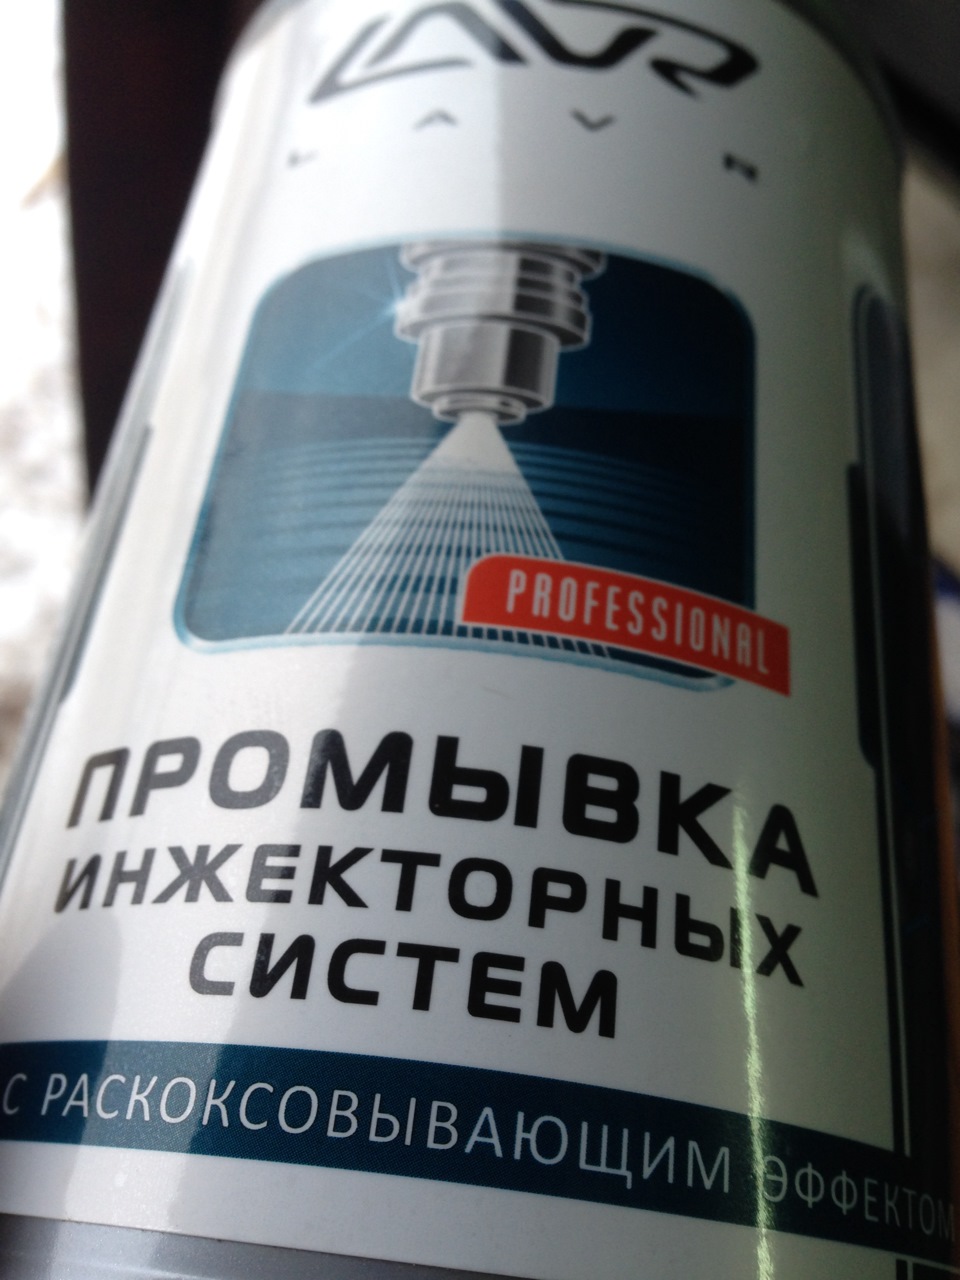 LAVR
L A V R
PROFESSIONAL
ПРОМЫВКА
ИНЖЕКТОРНЫХ
СИСТЕМ
С РАСКОКСОВЫВАЮЩИМ ЭФФЕКТОМ